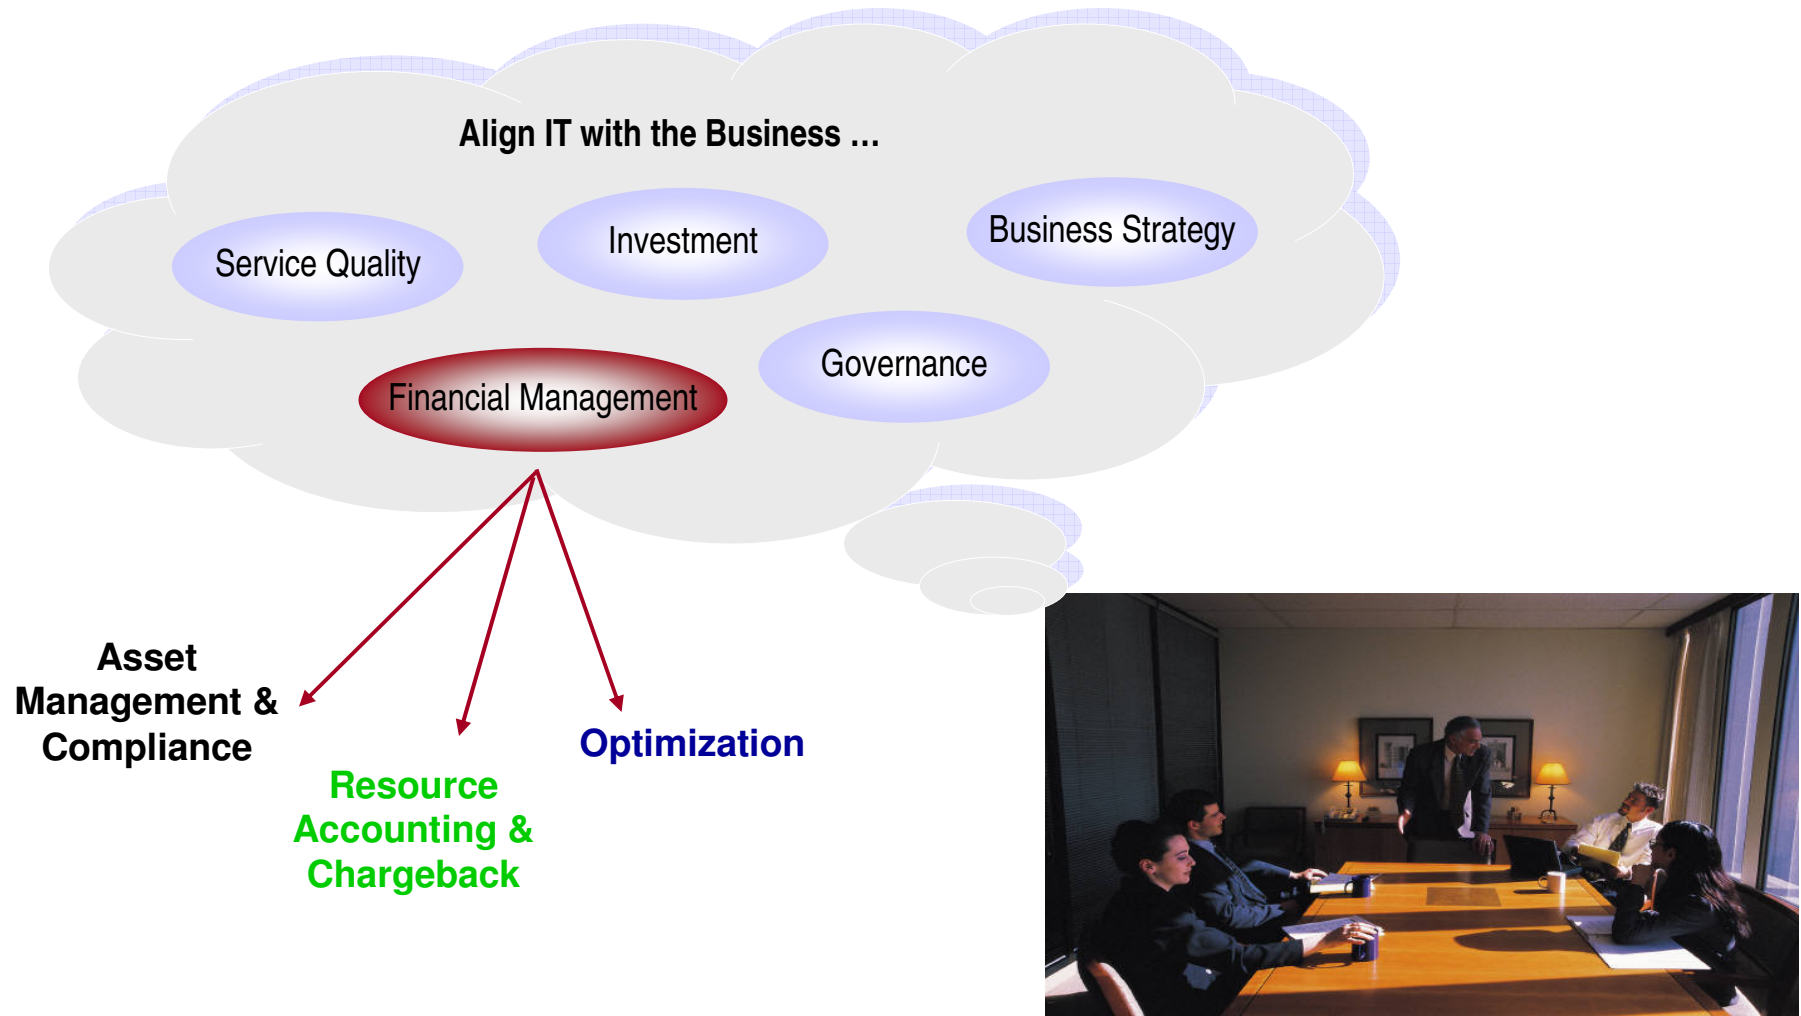 Align IT with the Business …
Service Quality
Investment
Business Strategy
Financial Management
Governance
Asset
Management &
Compliance
Resource
Accounting &
Chargeback
Optimization